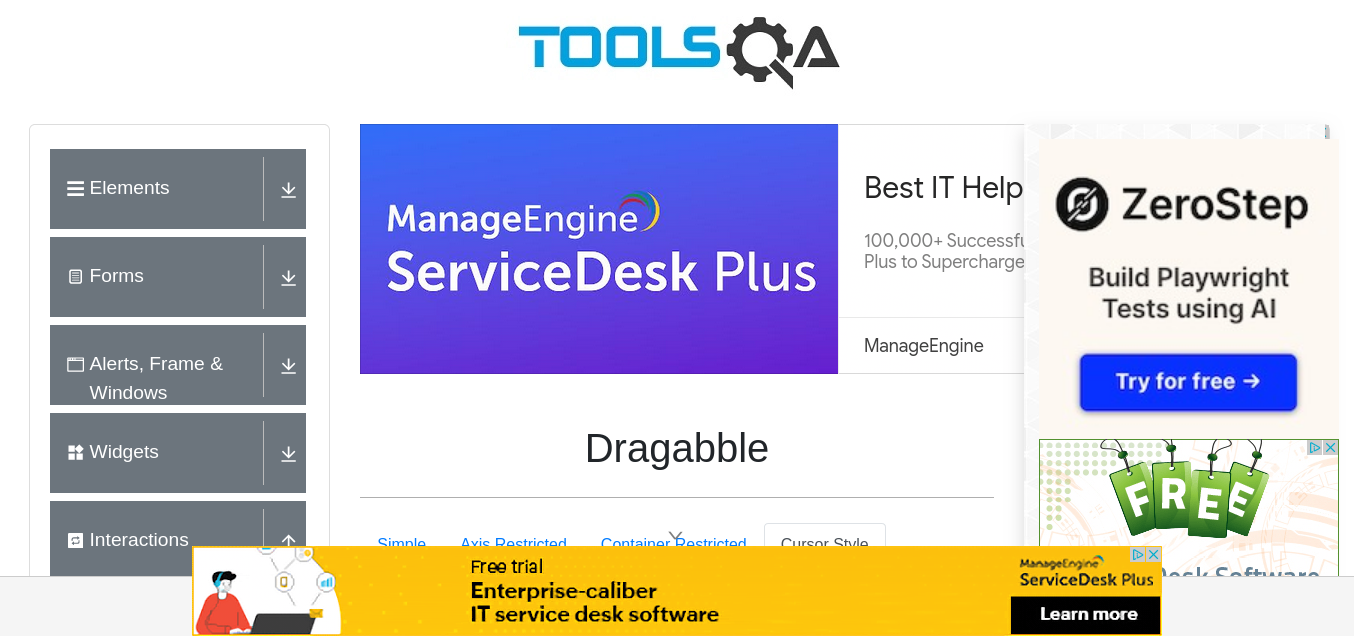 TOOLSQA
Elements
Forms
Alerts, Frame &
Windows
Widgets
Interactions
ManageEngine
ServiceDesk Plus
Best IT Help
100,000+ Successfu
Plus to Supercharge
ManageEngine
ZeroStep
Build Playwright
Tests using AI
Try for free →
FREE
Desk Software
Dragabble
Simple
Axis Restricted
Container Restricted
Cursor Style
Free trial
Enterprise-caliber
IT service desk software
ManageEngine
ServiceDesk Plus
Learn more